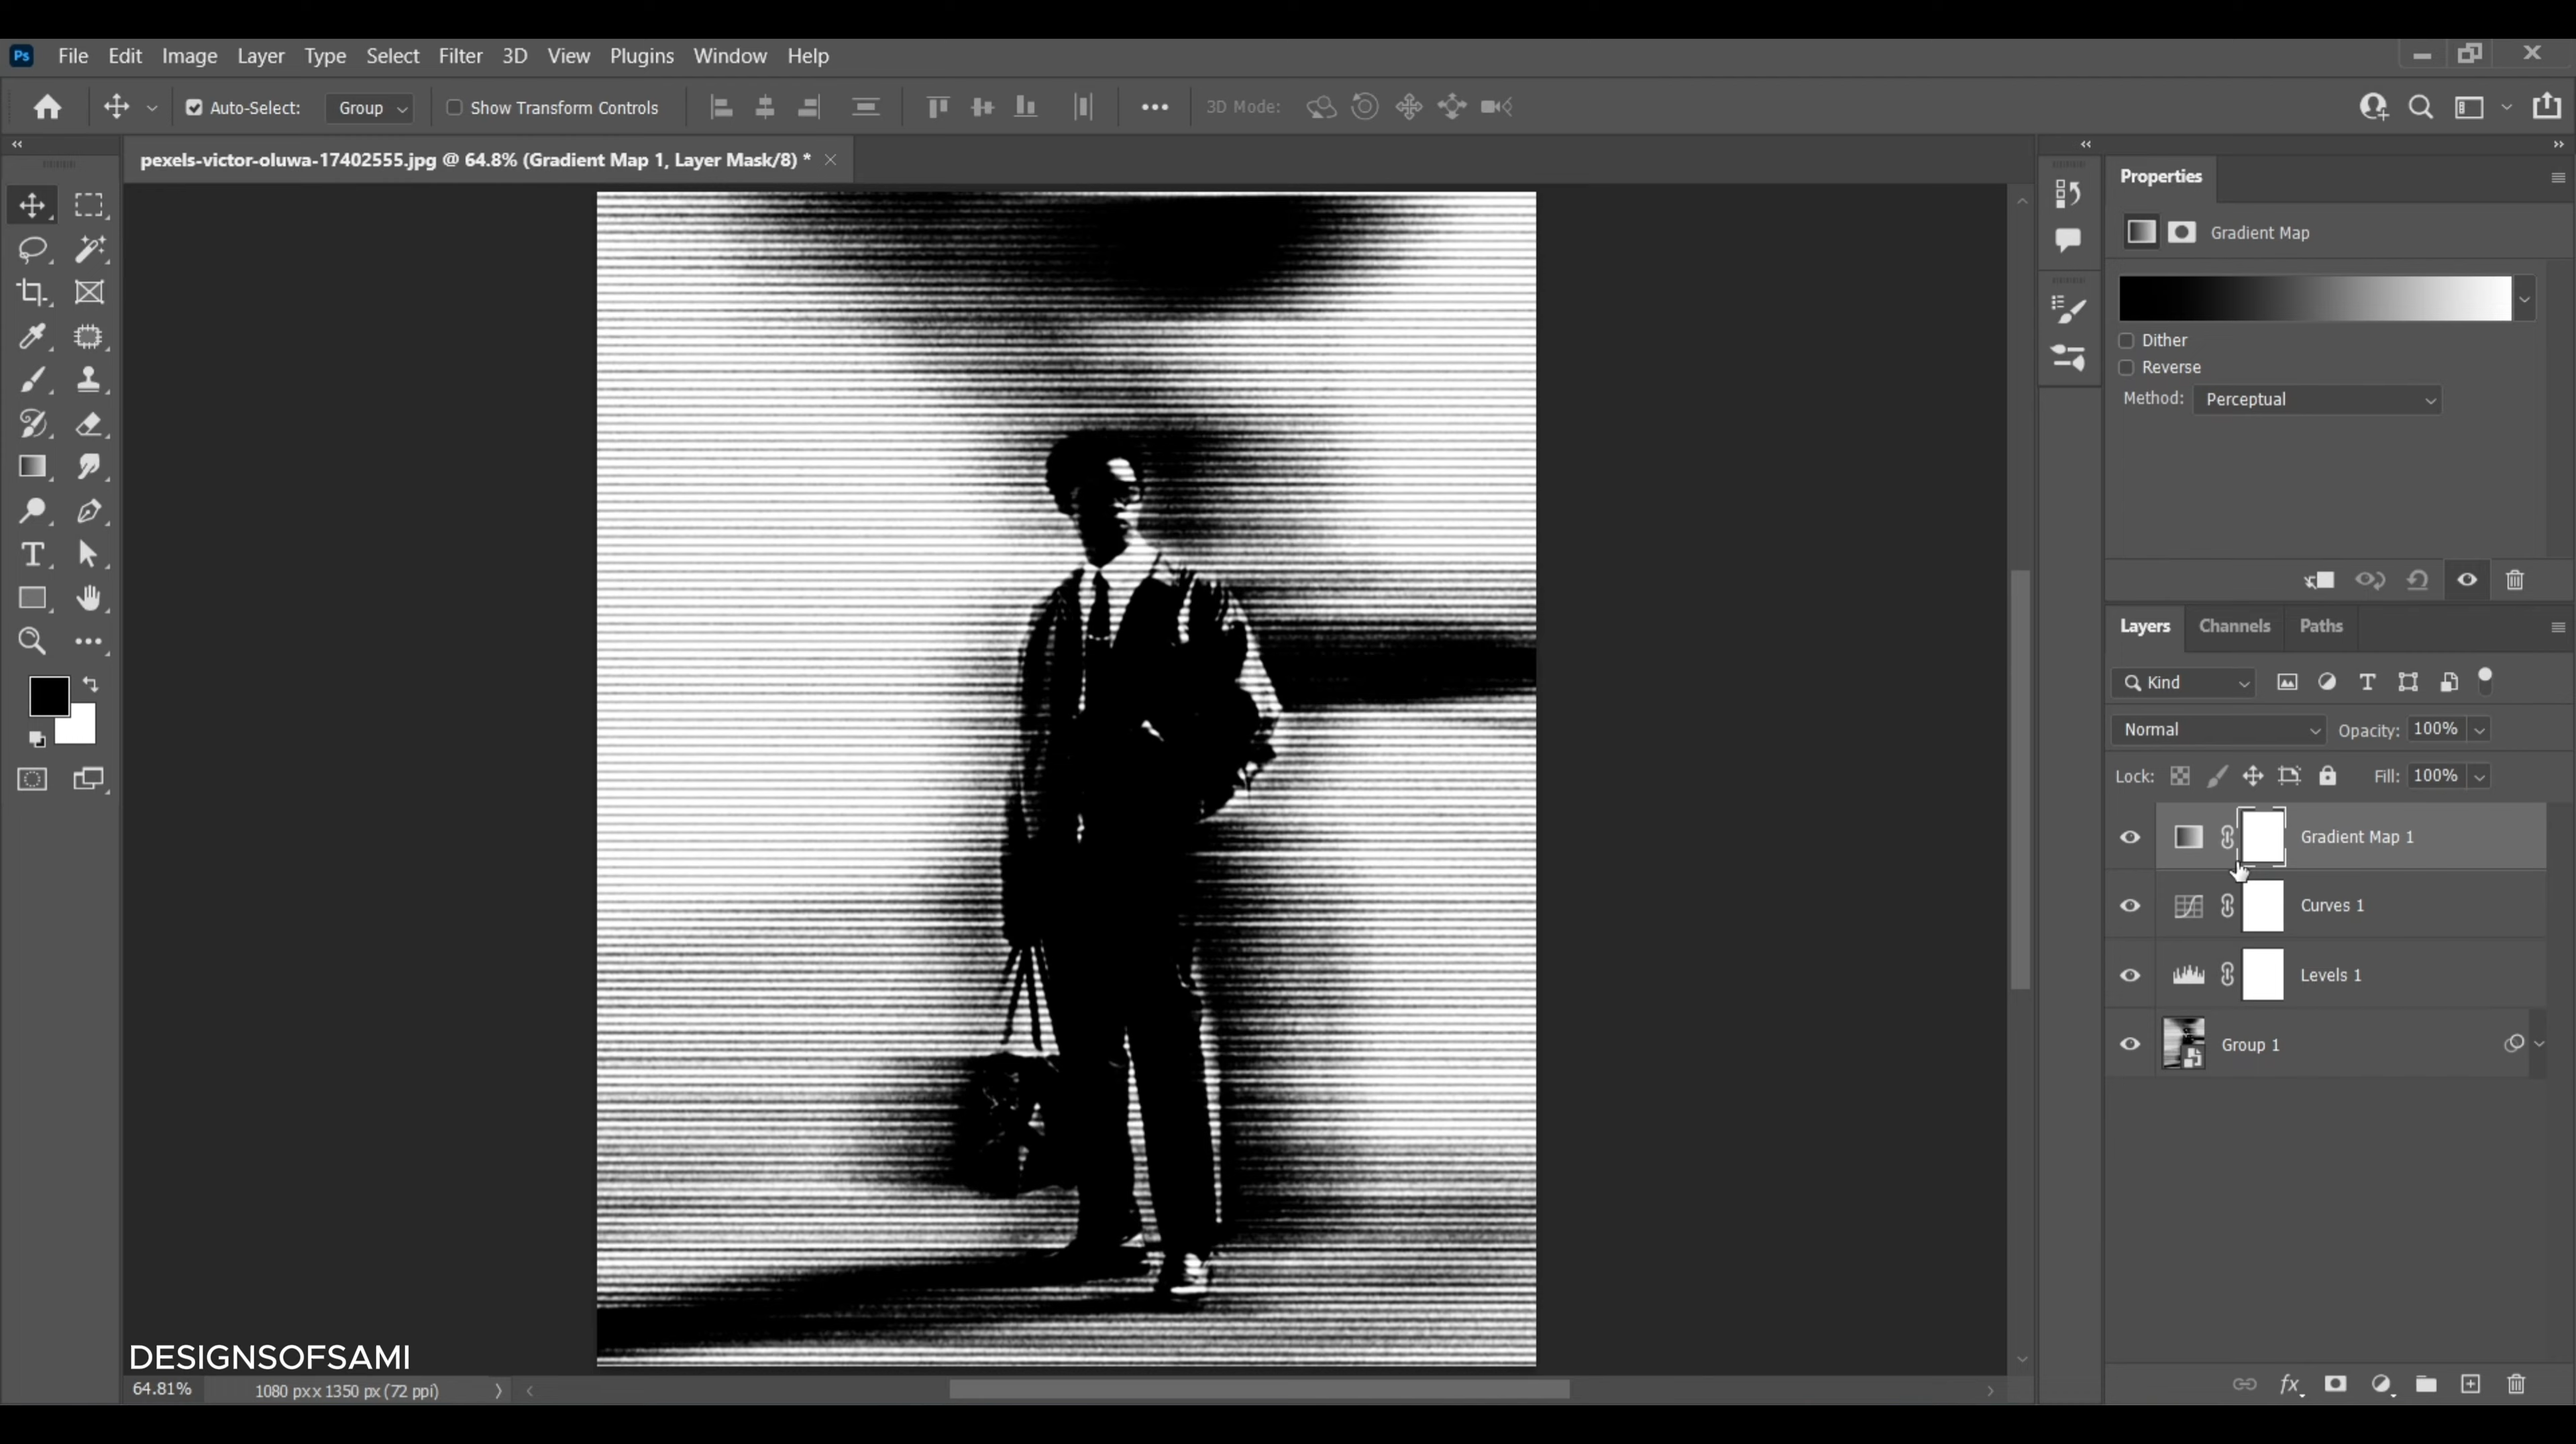 Ps File Edit Image Layer Type Select Filter 3D View Plugins Window Help
Auto-Select: Group Show Transform Controls 3D Mode:
pexels-victor-oluwa-17402555.jpg @ 64.8% (Gradient Map 1, Layer Mask/8) *
Properties
Gradient Map
Dither
Reverse
Method: Perceptual
Layers Channels Paths
Kind
Normal Opacity: 100%
Lock: Fill: 100%
Gradient Map 1
Curves 1
Levels 1
Group 1
DESIGNSOFSAMI
64.81% 1080 px x 1350 px (72 ppi)